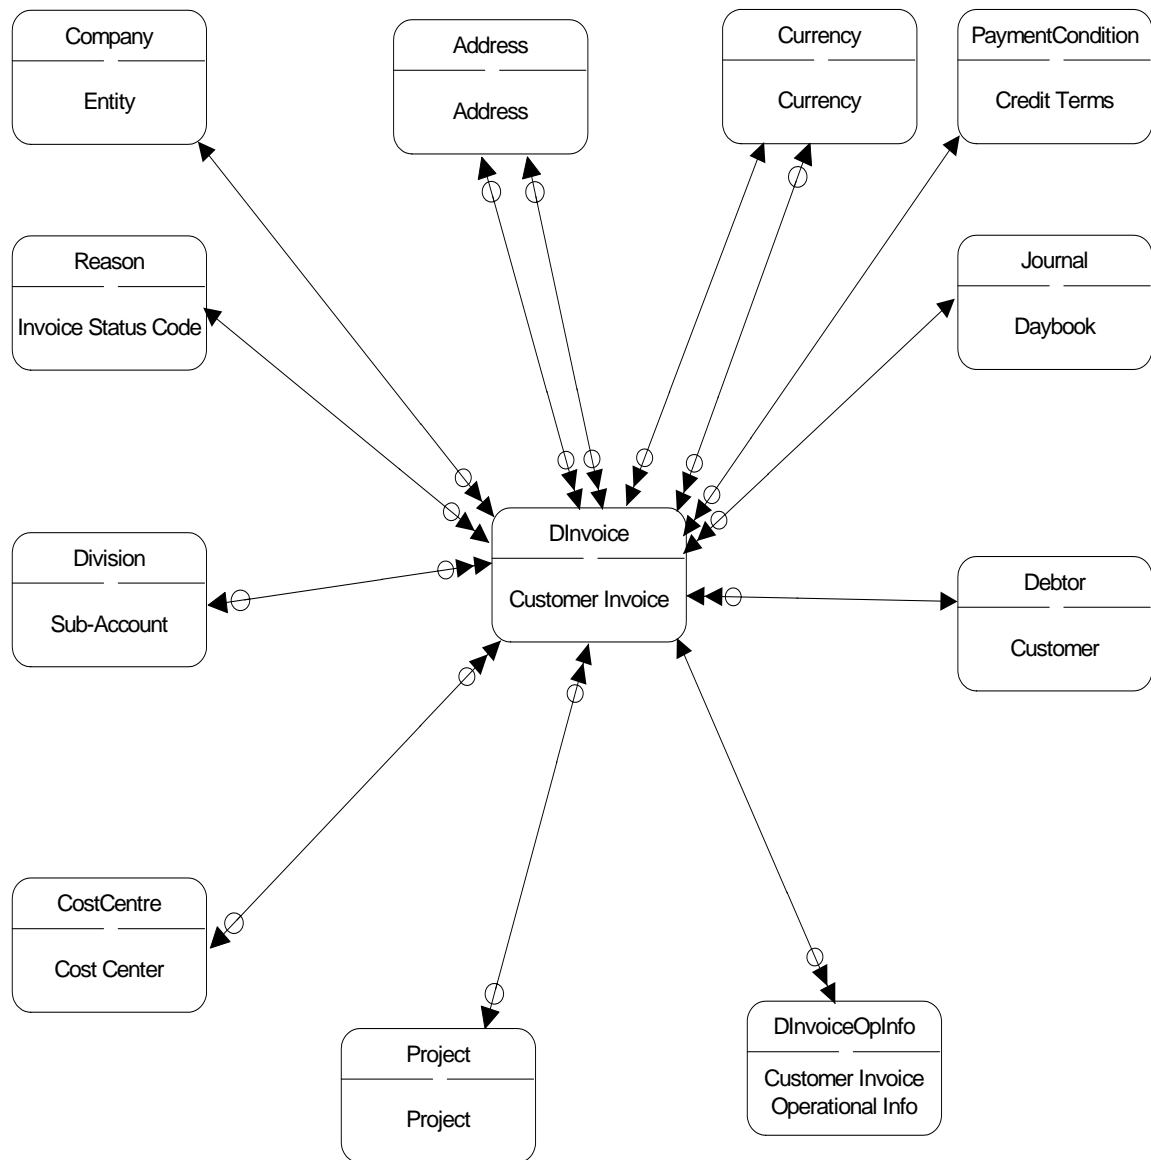 Company
Entity
Address
Address
Currency
Currency
PaymentCondition
Credit Terms
Reason
Invoice Status Code
Journal
Daybook
DInvoice
Customer Invoice
Division
Sub-Account
Debtor
Customer
CostCentre
Cost Center
Project
Project
DInvoiceOpInfo
Customer Invoice
Operational Info